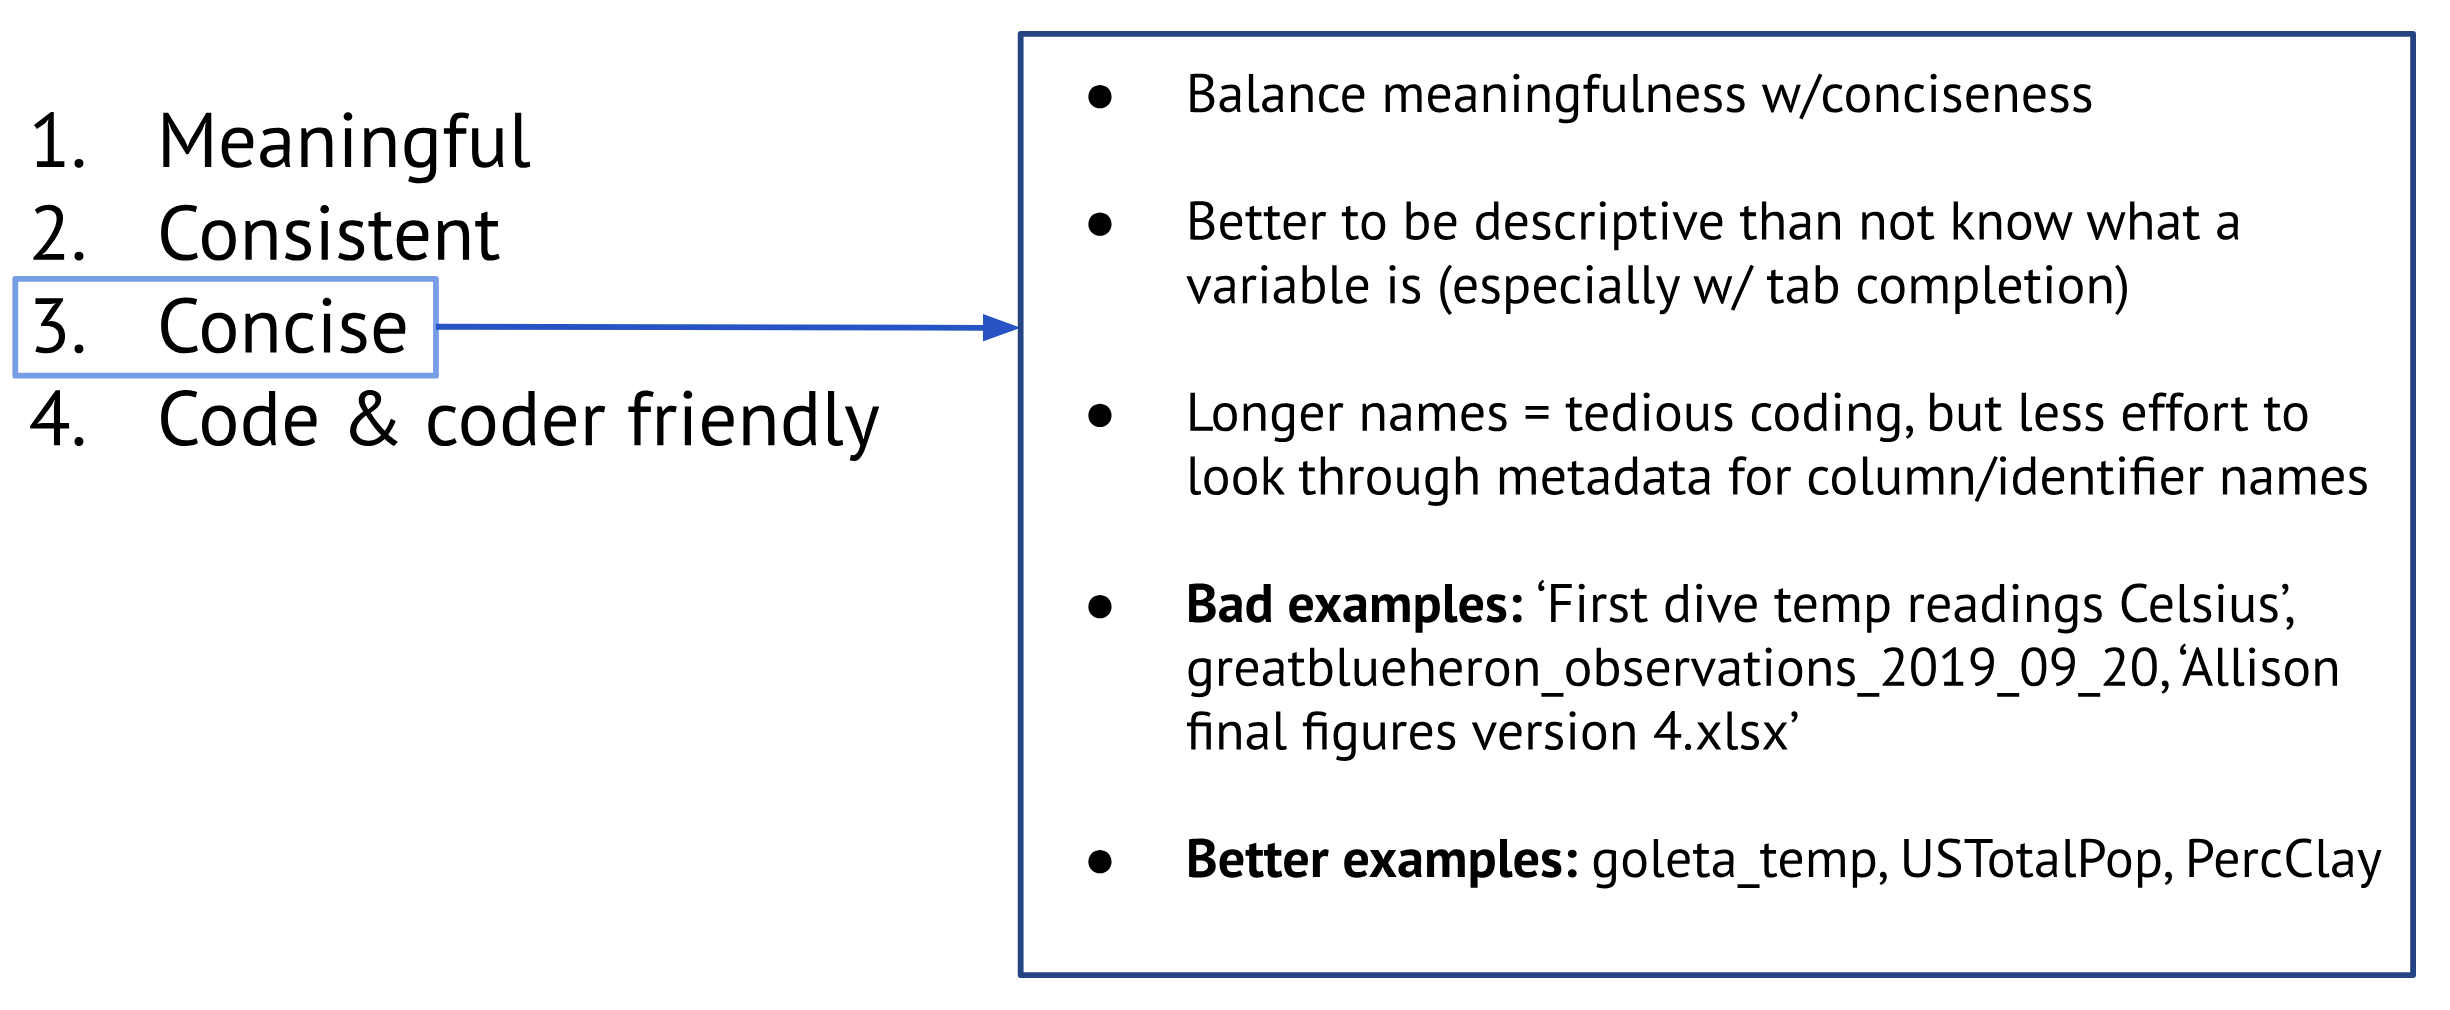 1. Meaningful
2. Consistent
3. Concise
4. Code & coder friendly
● Balance meaningfulness w/conciseness
● Better to be descriptive than not know what a
variable is (especially w/ tab completion)
● Longer names = tedious coding, but less effort to
look through metadata for column/identifier names
● Bad examples: ‘First dive temp readings Celsius’,
greatblueheron_observations_2019_09_20, ‘Allison
final figures version 4.xlsx’
● Better examples: goleta_temp, USTotalPop, PercClay